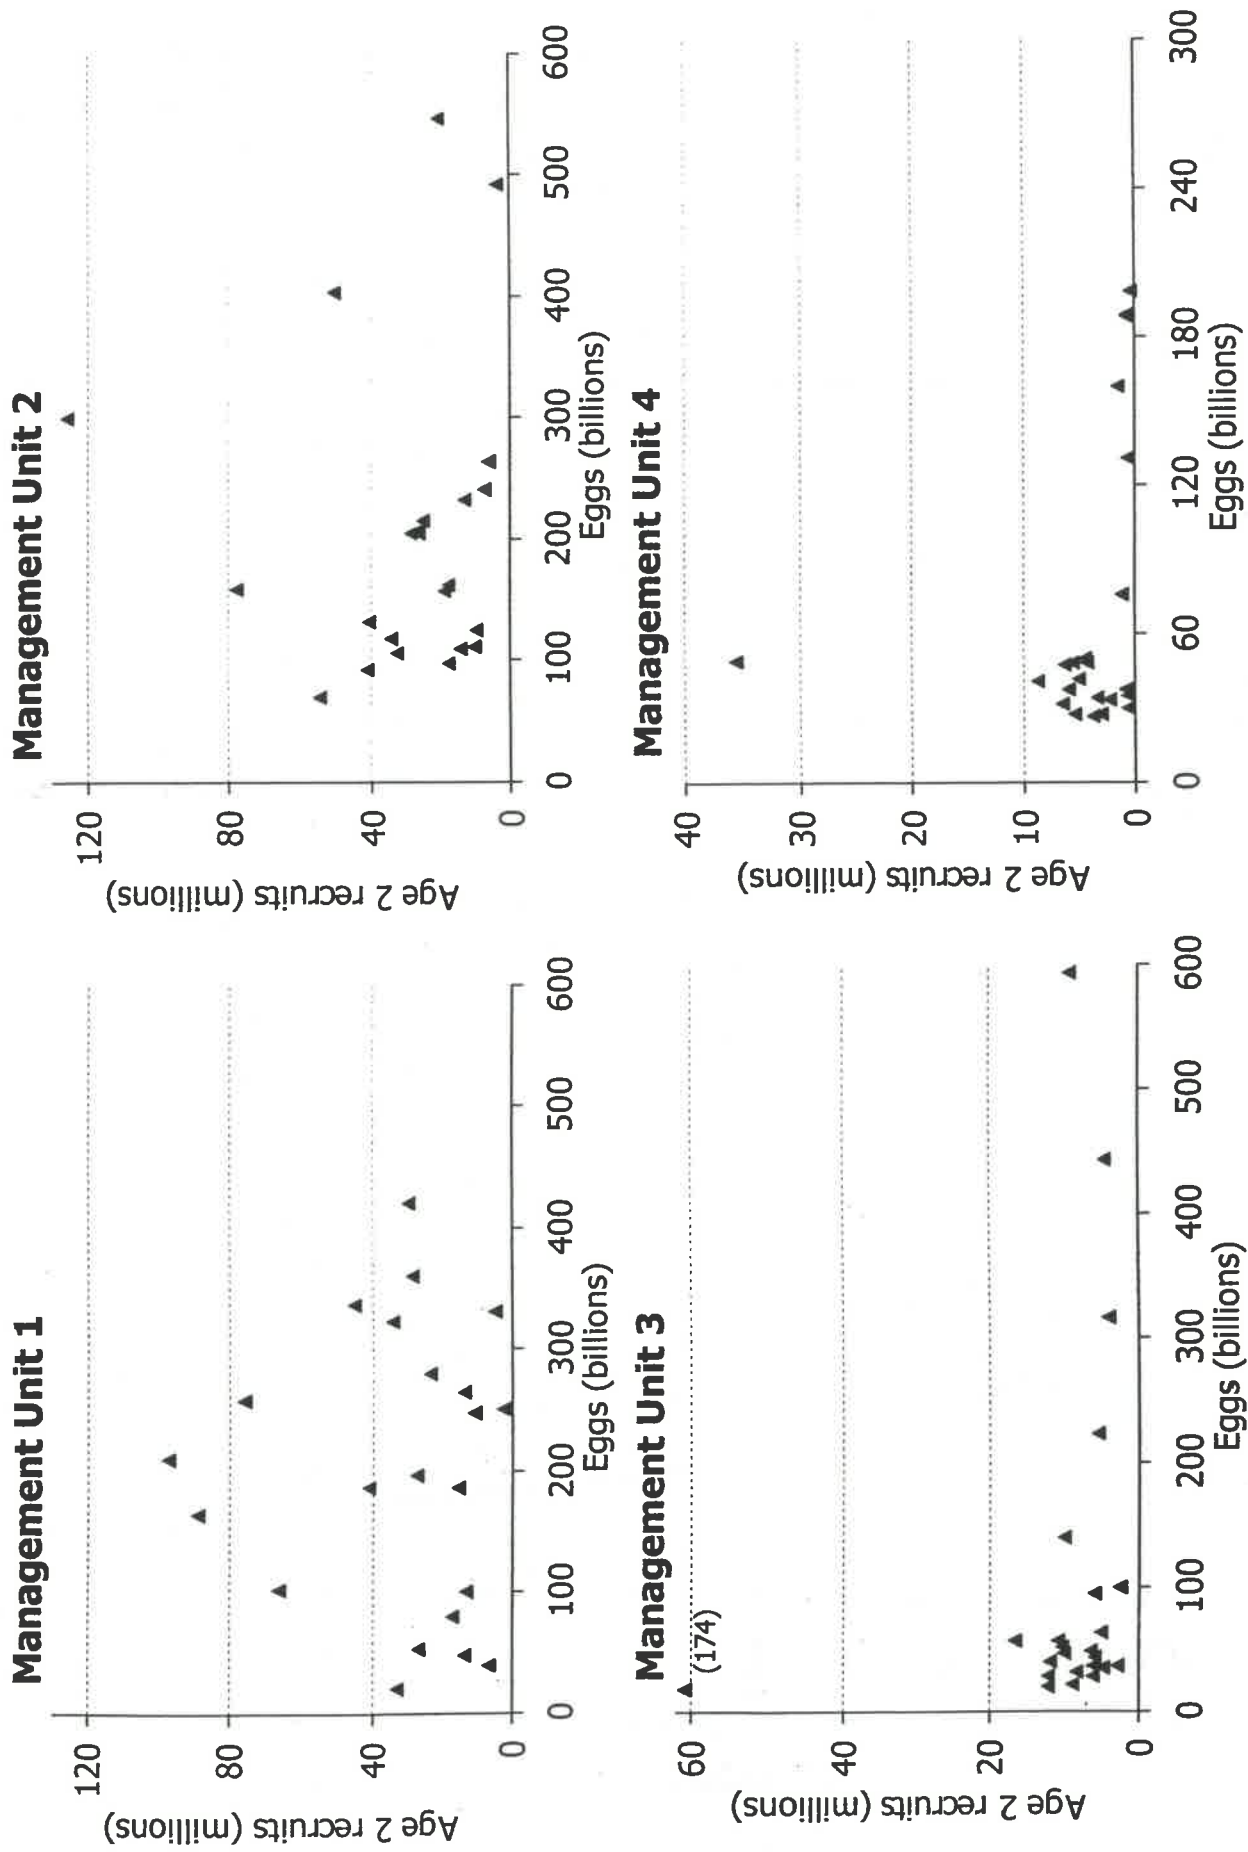 Management Unit 1
Age 2 recruits (millions)
120
80
40
0
0 100 200 300 400 500 600
Eggs (billions)
Management Unit 2
Age 2 recruits (millions)
120
80
40
0
0 100 200 300 400 500 600
Eggs (billions)
Management Unit 3
Age 2 recruits (millions)
60
(174)
40
20
0
0 100 200 300 400 500 600
Eggs (billions)
Management Unit 4
Age 2 recruits (millions)
40
30
20
10
0
0 60 120 180 240 300
Eggs (billions)